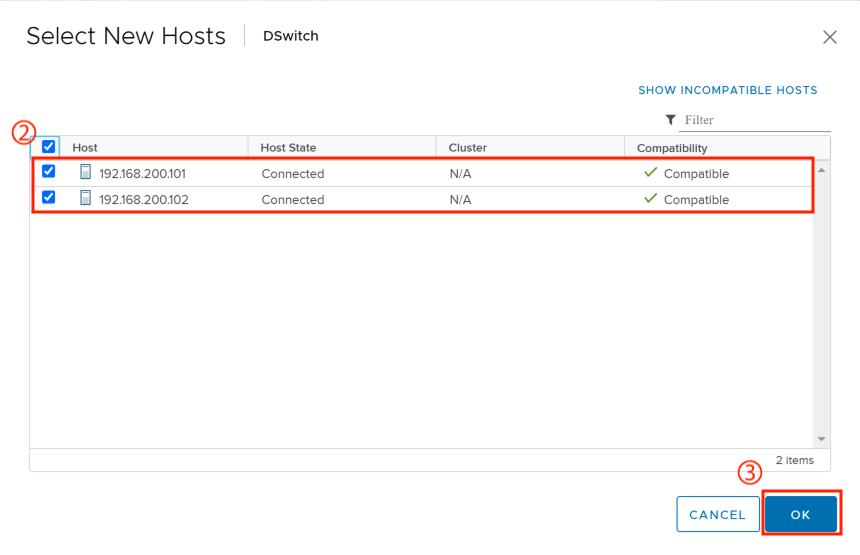 Select New Hosts DSwitch
SHOW INCOMPATIBLE HOSTS
Filter
②
Host Host State Cluster Compatibility
192.168.200.101 Connected N/A Compatible
192.168.200.102 Connected N/A Compatible
2 items
③
CANCEL OK